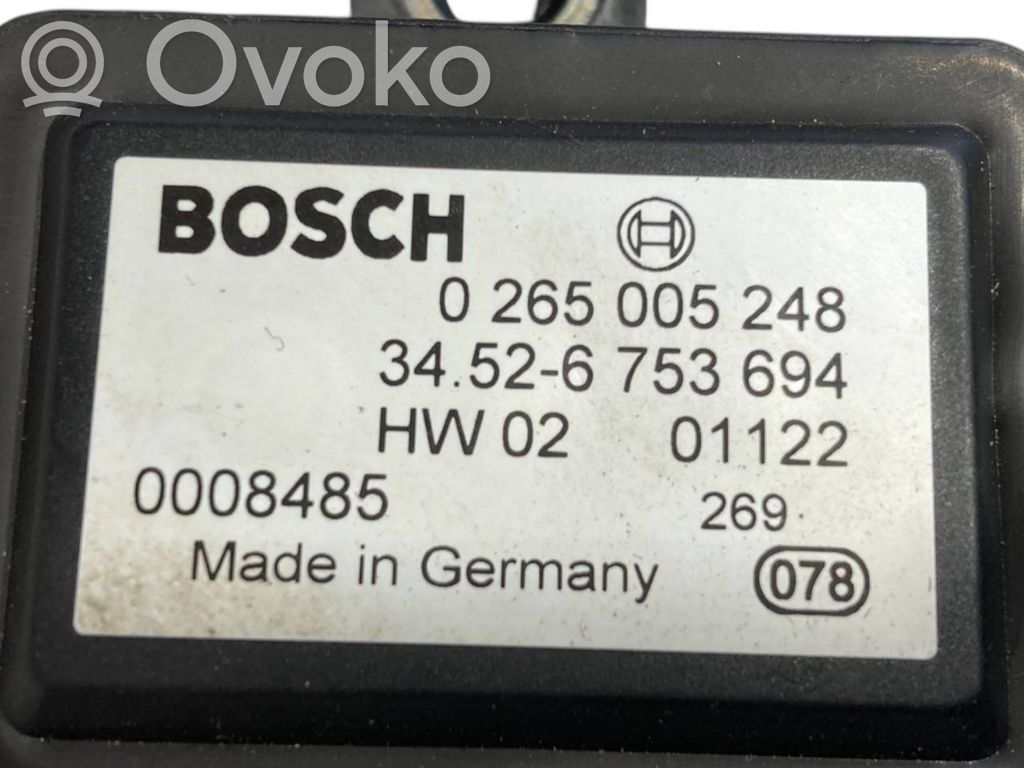 Ovoko
BOSCH
0 265 005 248
34.52-6 753 694
HW 02 01122
0008485 269
Made in Germany 078